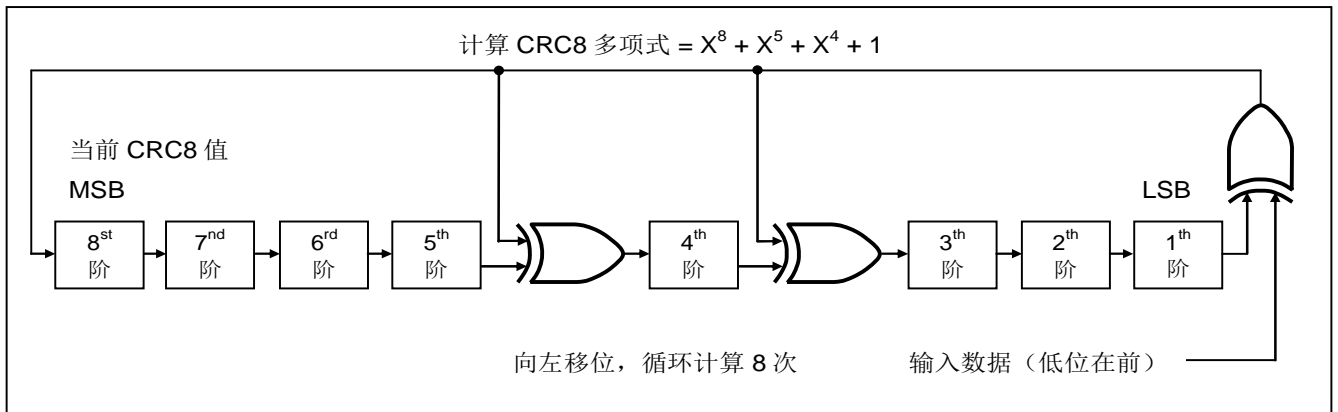 计算 CRC8 多项式 = X⁸ + X⁵ + X⁴ + 1
当前 CRC8 值
MSB
LSB
8ˢᵗ 阶
7ⁿᵈ 阶
6ʳᵈ 阶
5ᵗʰ 阶
4ᵗʰ 阶
3ᵗʰ 阶
2ᵗʰ 阶
1ᵗʰ 阶
向左移位，循环计算 8 次
输入数据（低位在前）